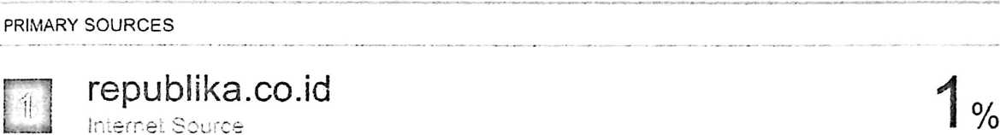 PRIMARY SOURCES
1 republika.co.id 1%
Internet Source